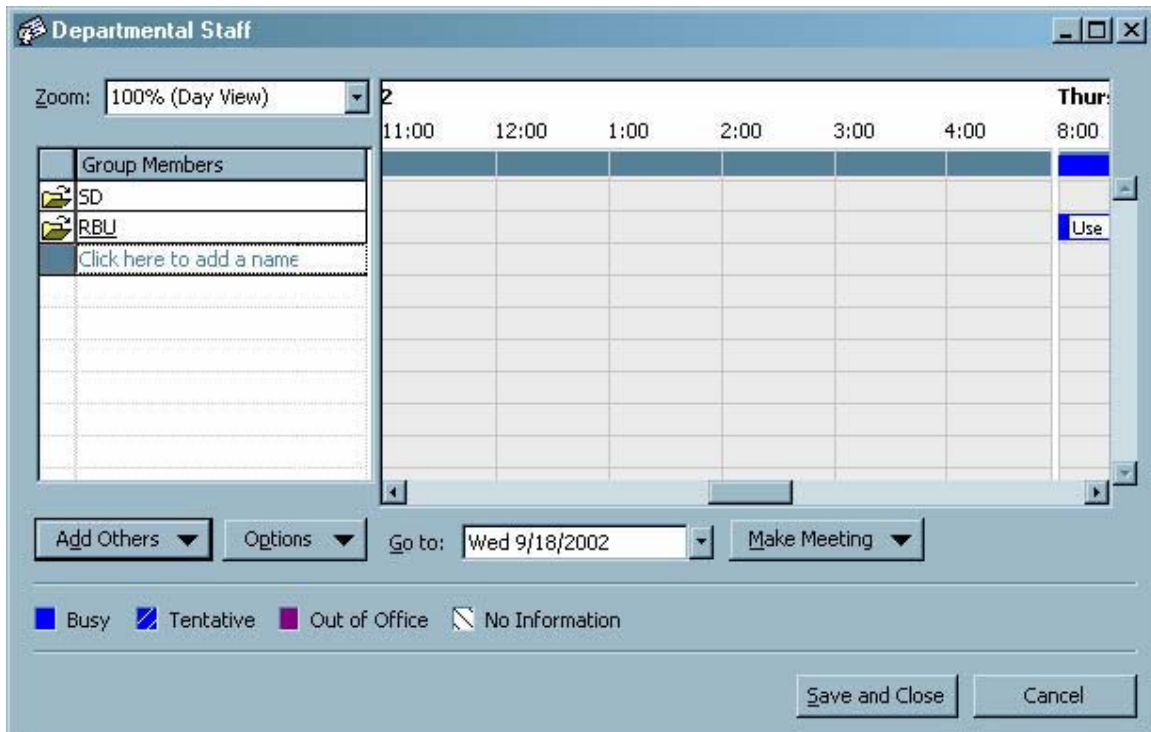 Departmental Staff
Zoom: 100% (Day View)
2 Thur
11:00 12:00 1:00 2:00 3:00 4:00 8:00
Group Members
SD
RBU
Use
Click here to add a name
Add Others Options Go to: Wed 9/18/2002 Make Meeting
Busy Tentative Out of Office No Information
Save and Close Cancel